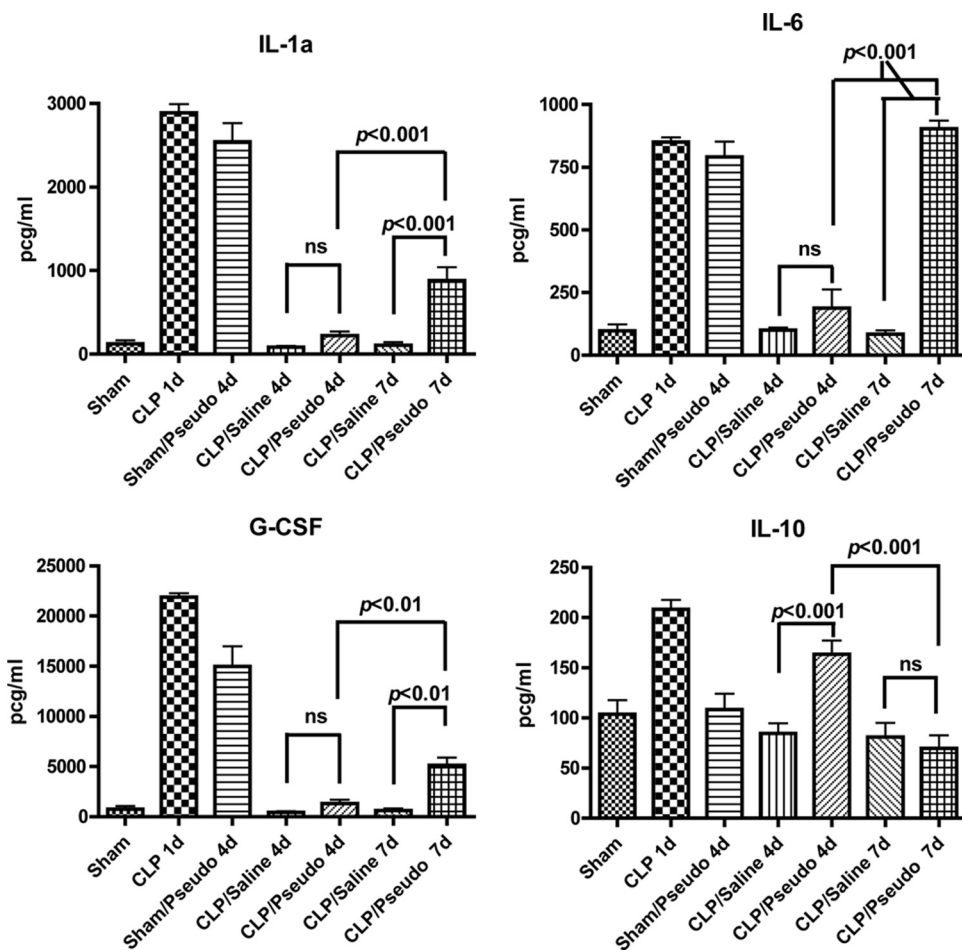 IL-1a
pcg/ml
3000
2000
1000
0
p<0.001
p<0.001
ns
Sham
CLP 1d
Sham/Pseudo 4d
CLP/Saline 4d
CLP/Pseudo 4d
CLP/Saline 7d
CLP/Pseudo 7d
IL-6
pcg/ml
1000
750
500
250
0
p<0.001
ns
Sham
CLP 1d
Sham/Pseudo 4d
CLP/Saline 4d
CLP/Pseudo 4d
CLP/Saline 7d
CLP/Pseudo 7d
G-CSF
pcg/ml
25000
20000
15000
10000
5000
0
p<0.01
p<0.01
ns
Sham
CLP 1d
Sham/Pseudo 4d
CLP/Saline 4d
CLP/Pseudo 4d
CLP/Saline 7d
CLP/Pseudo 7d
IL-10
pcg/ml
250
200
150
100
50
0
p<0.001
p<0.001
ns
Sham
CLP 1d
Sham/Pseudo 4d
CLP/Saline 4d
CLP/Pseudo 4d
CLP/Saline 7d
CLP/Pseudo 7d